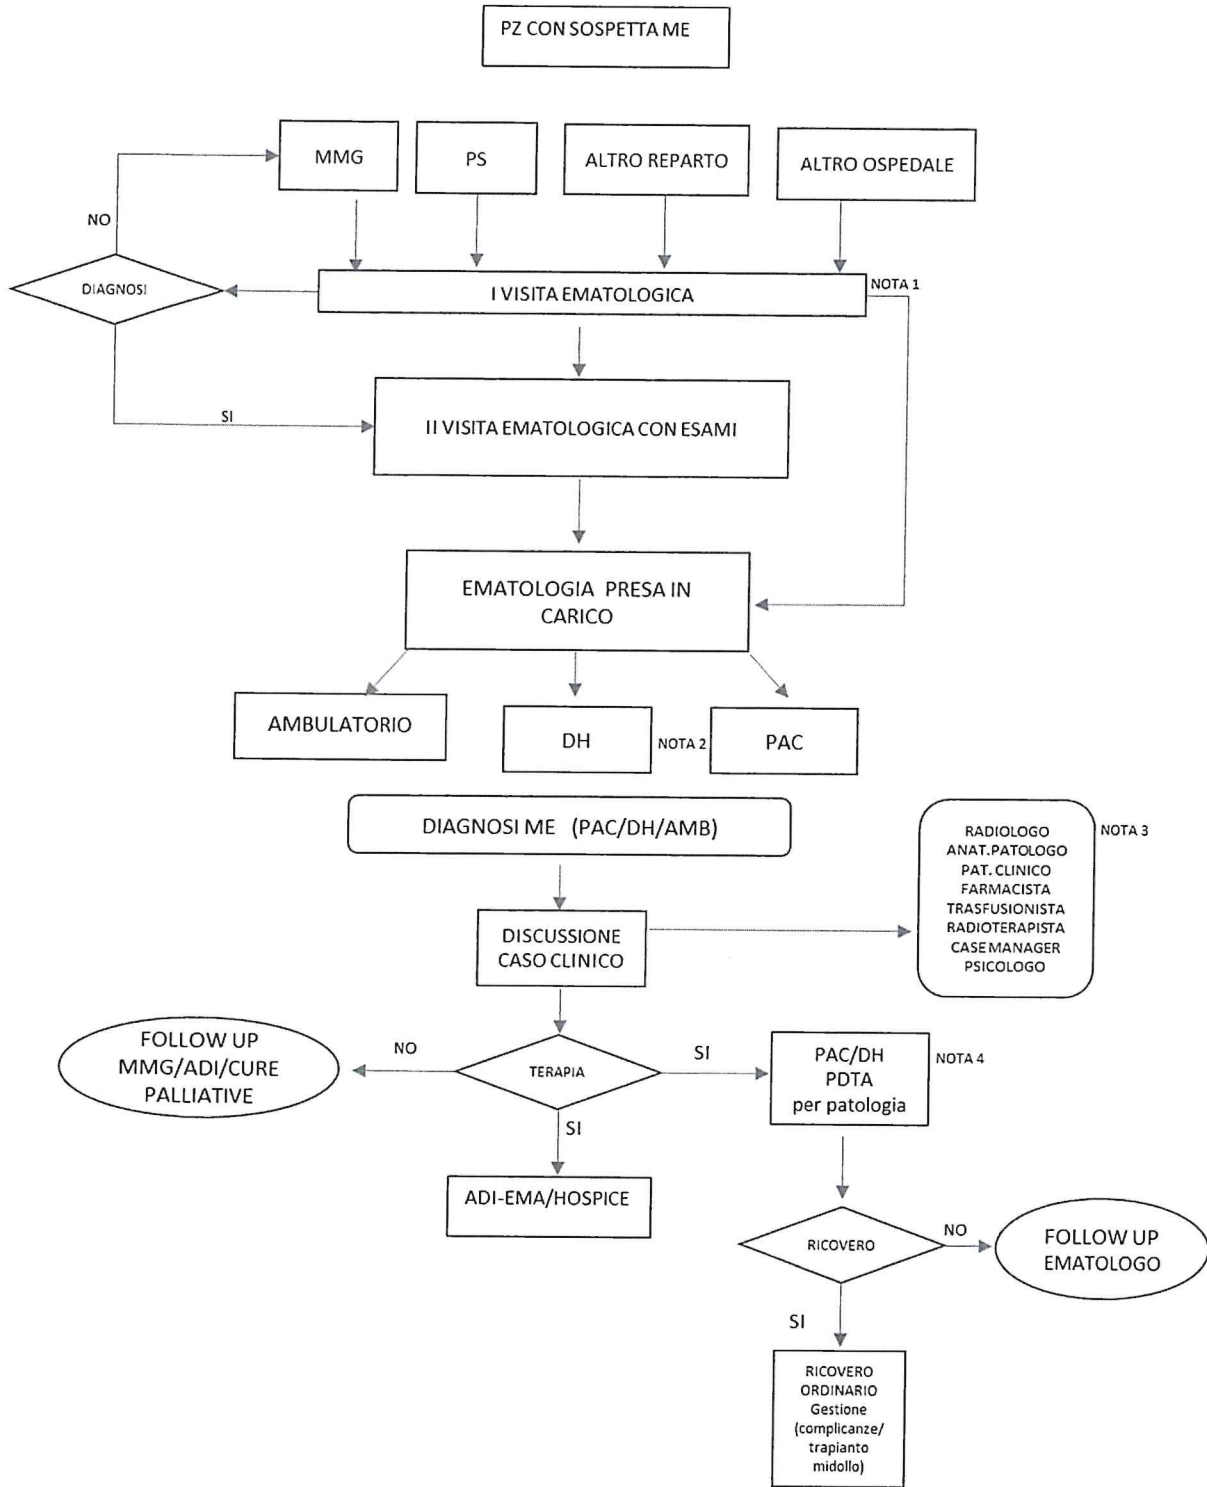 PZ CON SOSPETTA ME
MMG
PS
ALTRO REPARTO
ALTRO OSPEDALE
NO
DIAGNOSI
I VISITA EMATOLOGICA
NOTA 1
SI
II VISITA EMATOLOGICA CON ESAMI
EMATOLOGIA PRESA IN
CARICO
AMBULATORIO
DH
NOTA 2
PAC
DIAGNOSI ME (PAC/DH/AMB)
RADIOLOGO
ANAT.PATOLOGO
PAT. CLINICO
FARMACISTA
TRASFUSIONISTA
RADIOTERAPISTA
CASE MANAGER
PSICOLOGO
NOTA 3
DISCUSSIONE
CASO CLINICO
FOLLOW UP
MMG/ADI/CURE
PALLIATIVE
NO
TERAPIA
SI
PAC/DH
PDTA
per patologia
NOTA 4
SI
ADI-EMA/HOSPICE
RICOVERO
NO
FOLLOW UP
EMATOLOGO
SI
RICOVERO
ORDINARIO
Gestione
(complicanze/
trapianto
midollo)